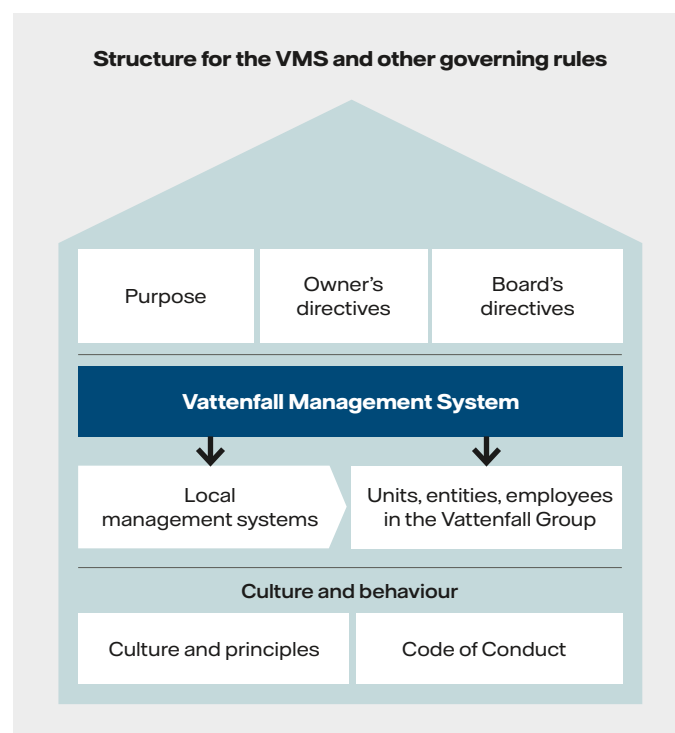 Structure for the VMS and other governing rules
Purpose
Owner's
directives
Board's
directives
Vattenfall Management System
Local
management systems
Units, entities, employees
in the Vattenfall Group
Culture and behaviour
Culture and principles
Code of Conduct